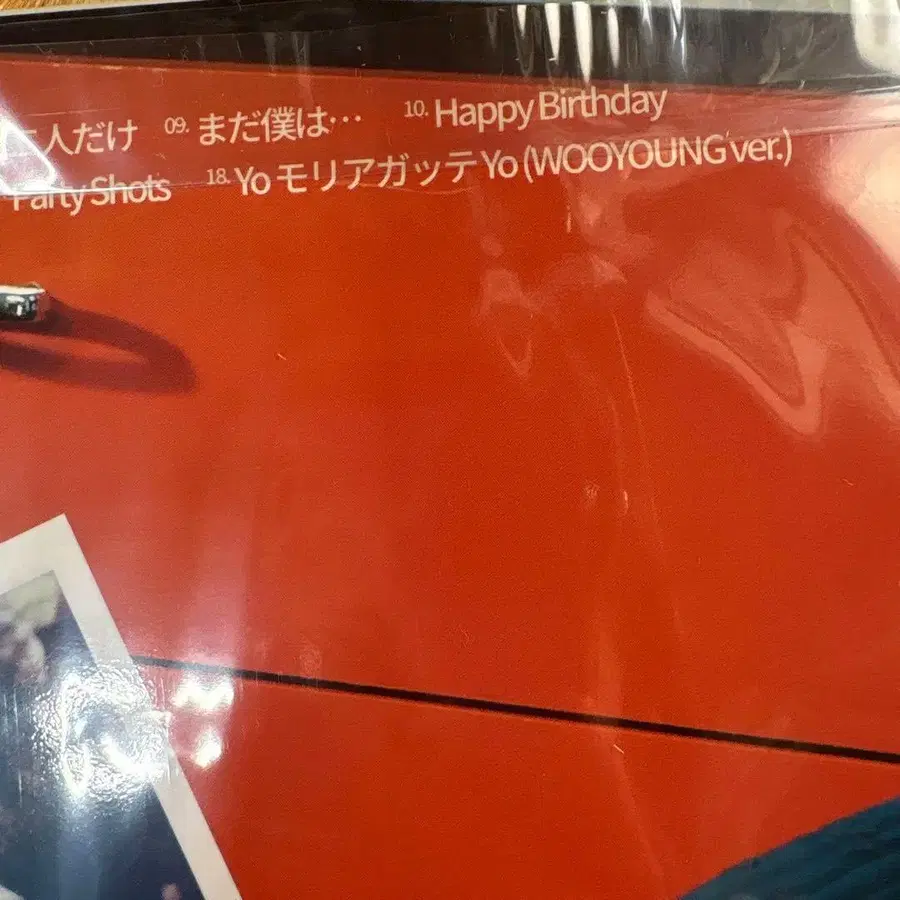 二人だけ 09. まだ僕は… 10. Happy Birthday
Party Shots 18. Yo モリアガッテ Yo (WOOYOUNG ver.)